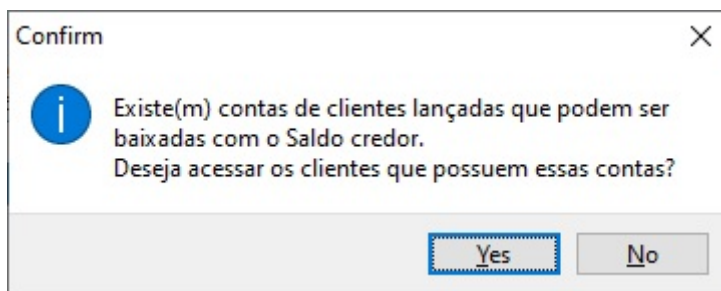 Confirm
Existe(m) contas de clientes lançadas que podem ser
baixadas com o Saldo credor.
Deseja acessar os clientes que possuem essas contas?
Yes
No